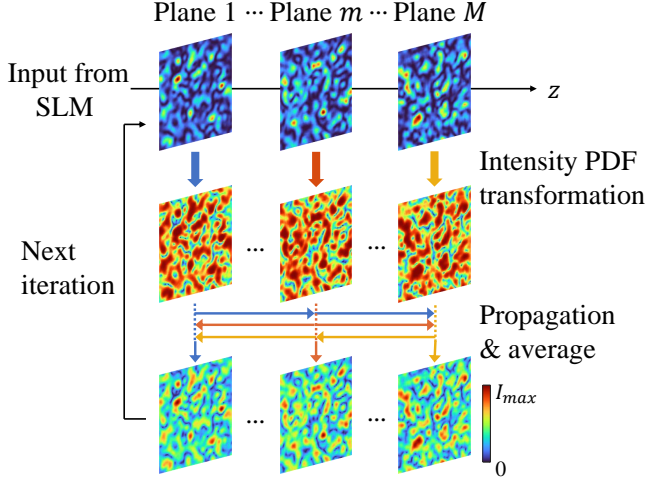 Plane 1 ··· Plane m ··· Plane M
Input from
SLM
z
Intensity PDF
transformation
... ...
Next
iteration
Propagation
& average
... ...
I_max
0